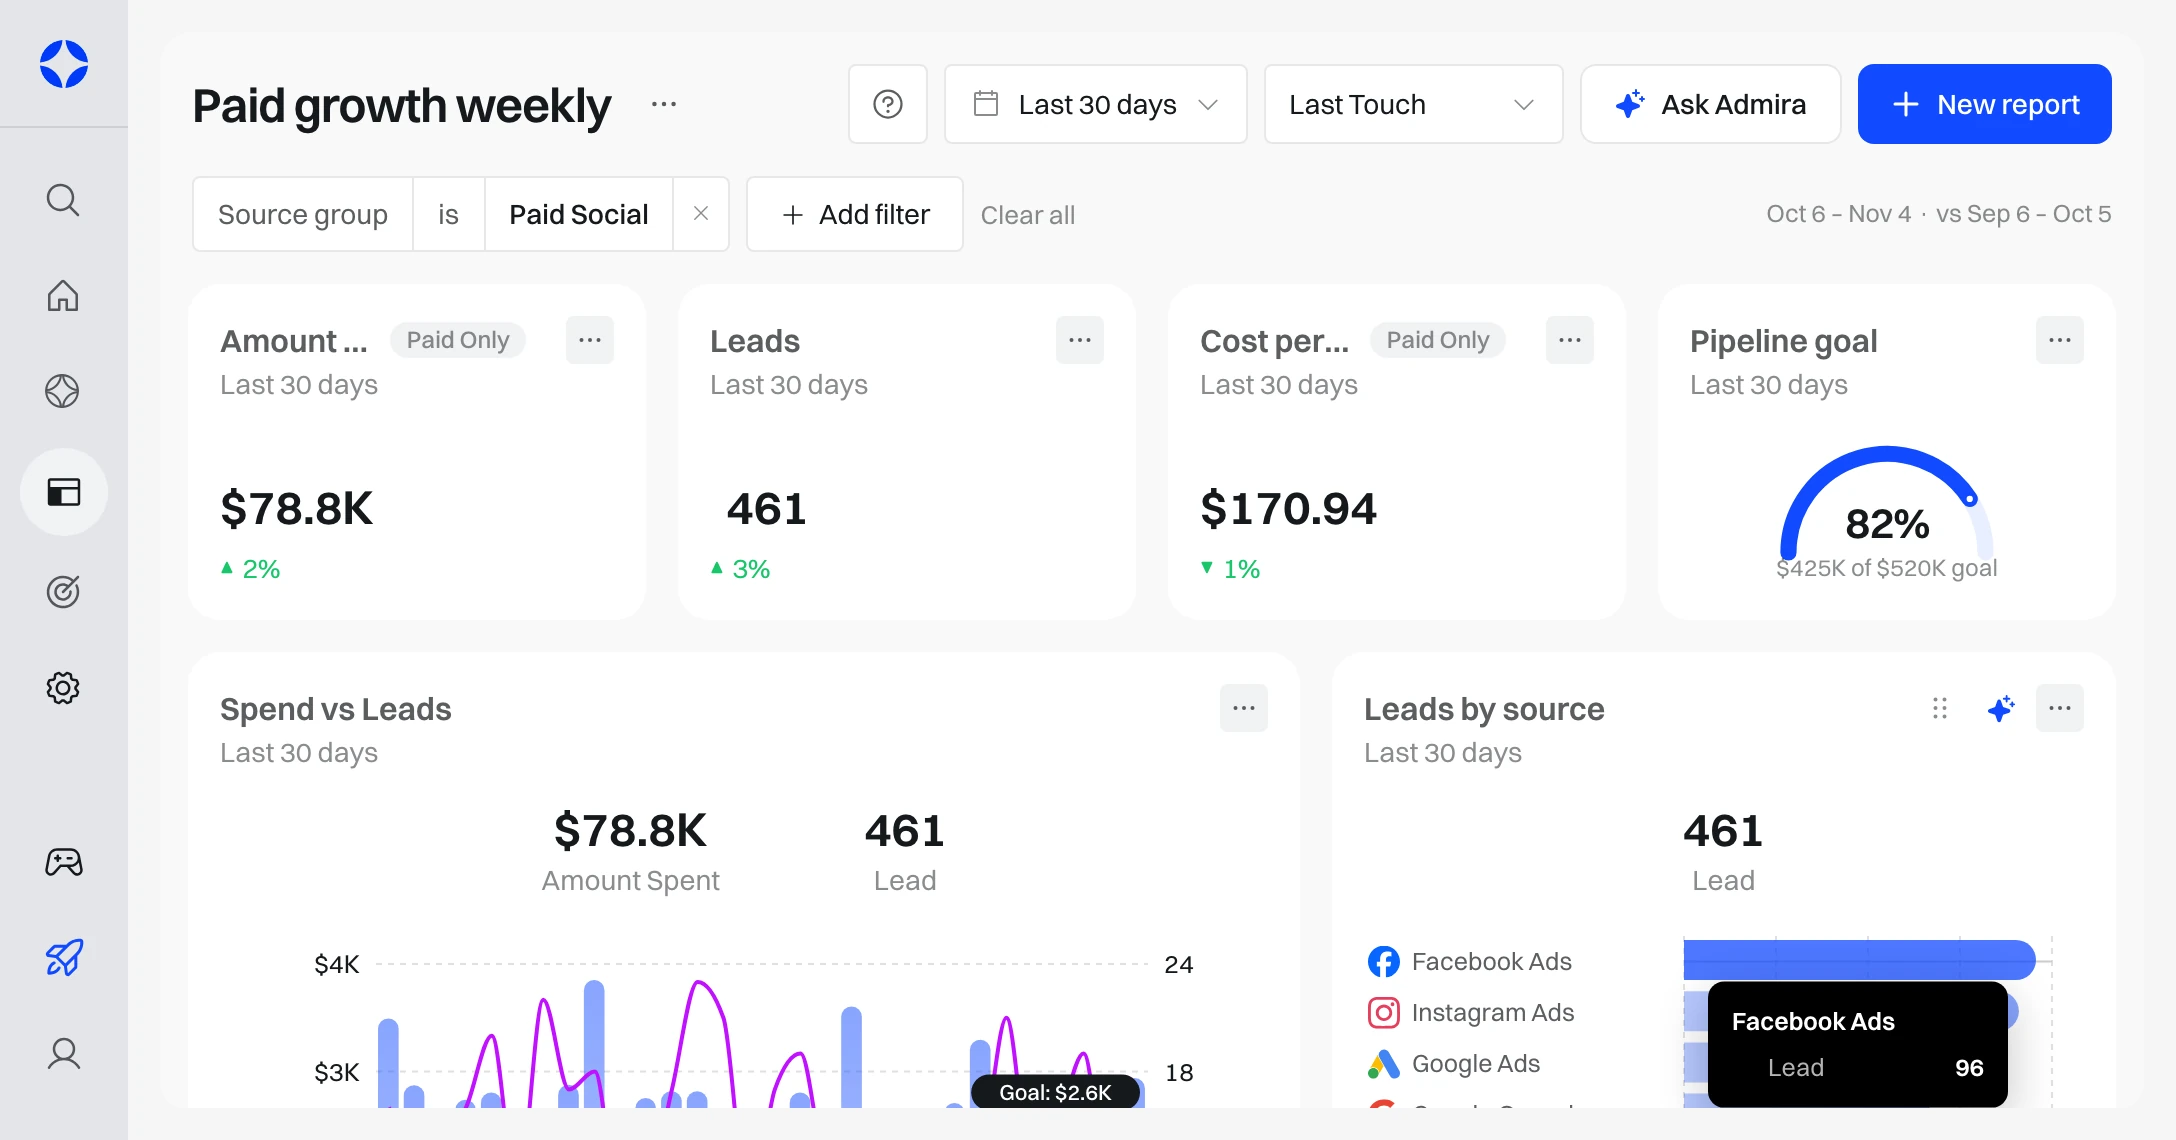 Paid growth weekly
Last 30 days
Last Touch
Ask Admira
New report
Source group is Paid Social
Add filter
Clear all
Oct 6 – Nov 4 · vs Sep 6 – Oct 5
Amount ... Paid Only
Last 30 days
$78.8K
2%
Leads
Last 30 days
461
3%
Cost per... Paid Only
Last 30 days
$170.94
1%
Pipeline goal
Last 30 days
82%
$425K of $520K goal
Spend vs Leads
Last 30 days
$78.8K
Amount Spent
461
Lead
$4K
24
$3K
18
Goal: $2.6K
Leads by source
Last 30 days
461
Lead
Facebook Ads
Instagram Ads
Google Ads
Facebook Ads
Lead 96